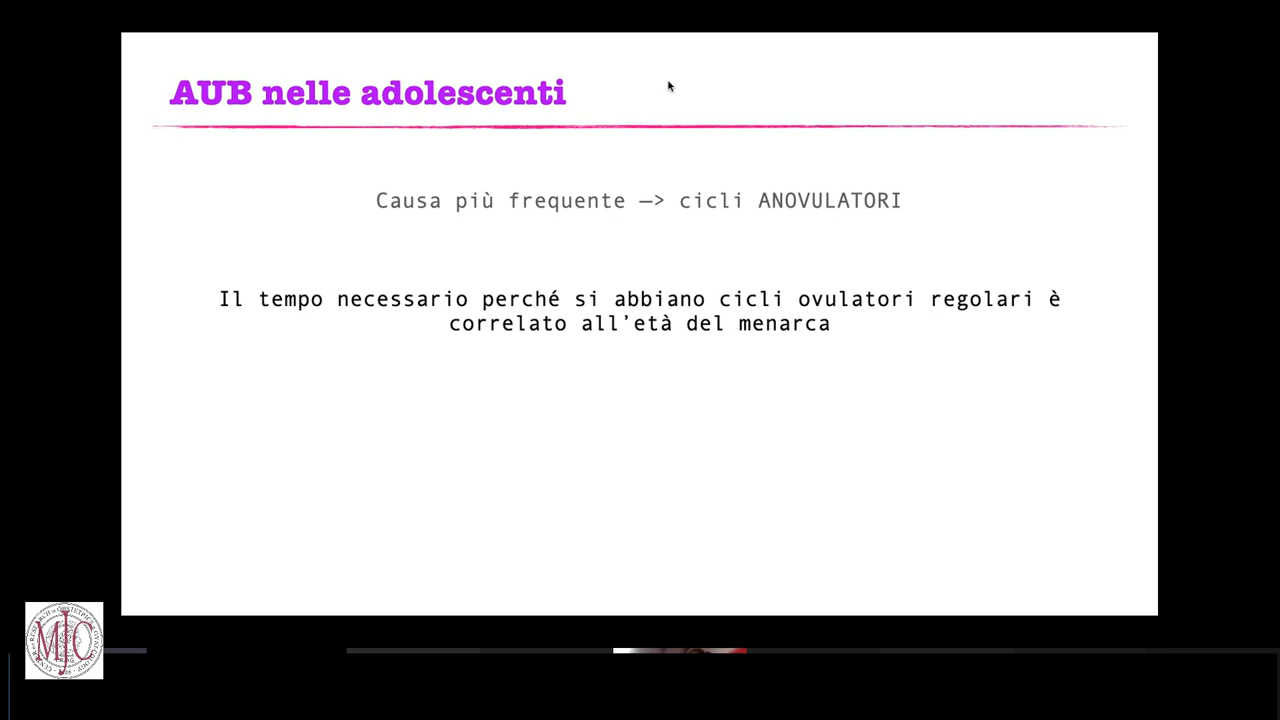 AUB nelle adolescenti
Causa più frequente —> cicli ANOVULATORI
Il tempo necessario perché si abbiano cicli ovulatori regolari è
correlato all’età del menarca
MJC